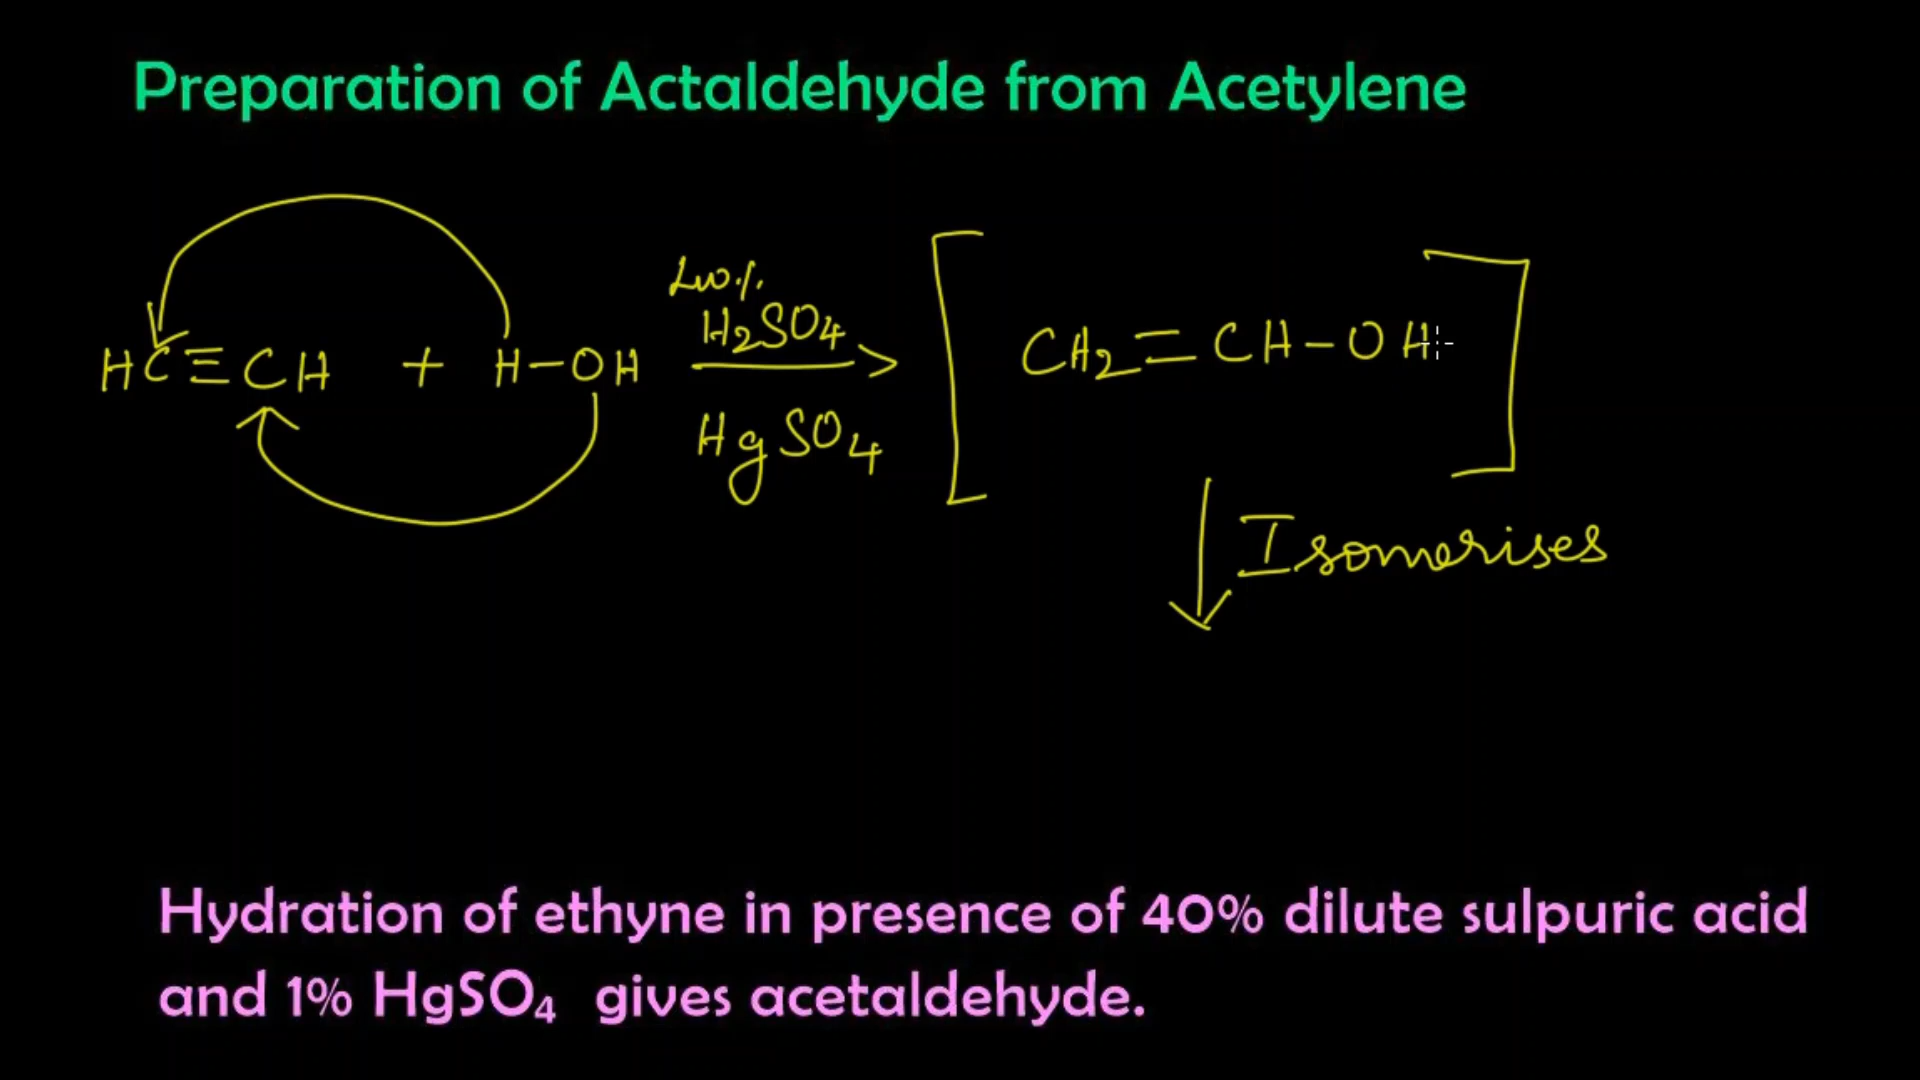 Preparation of Actaldehyde from Acetylene
40%
HC≡CH + H-OH H2SO4 > [CH2=CH-OH]
HgSO4
Isomerises
Hydration of ethyne in presence of 40% dilute sulpuric acid
and 1% HgSO4 gives acetaldehyde.